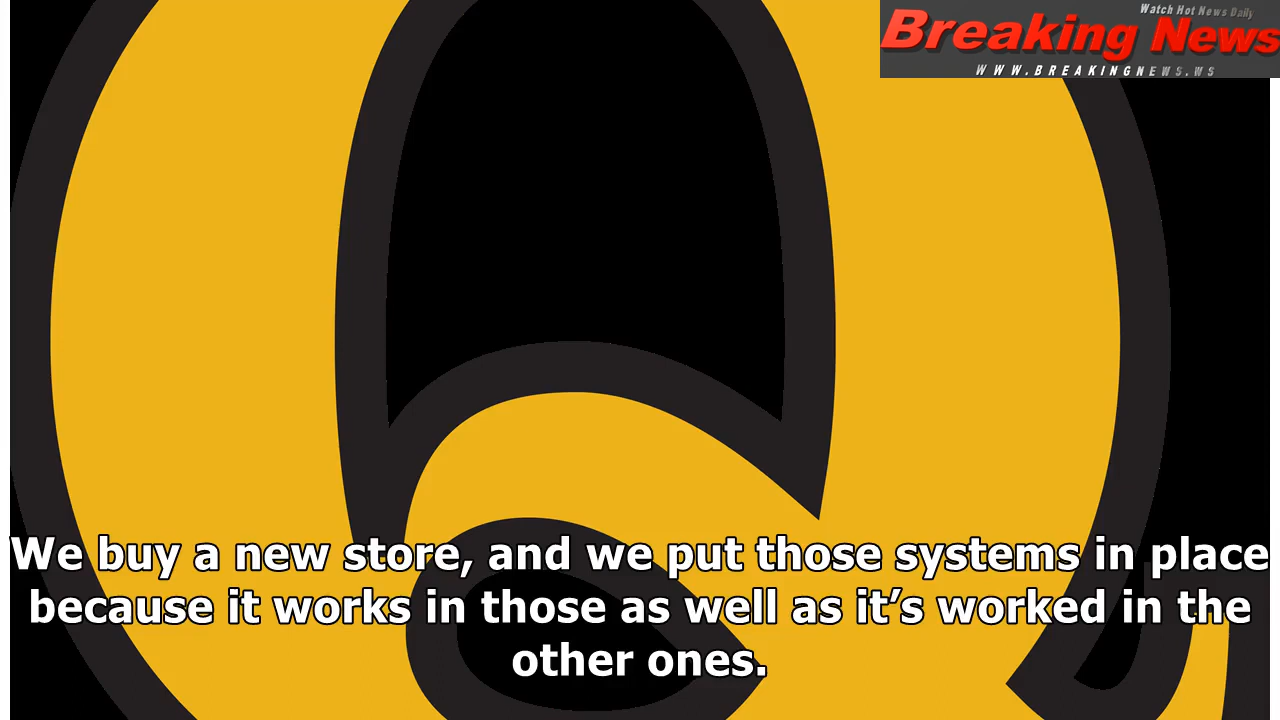 Watch Hot News Daily
Breaking News
WWW.BREAKINGNEWS.WS
We buy a new store, and we put those systems in place
because it works in those as well as it’s worked in the
other ones.